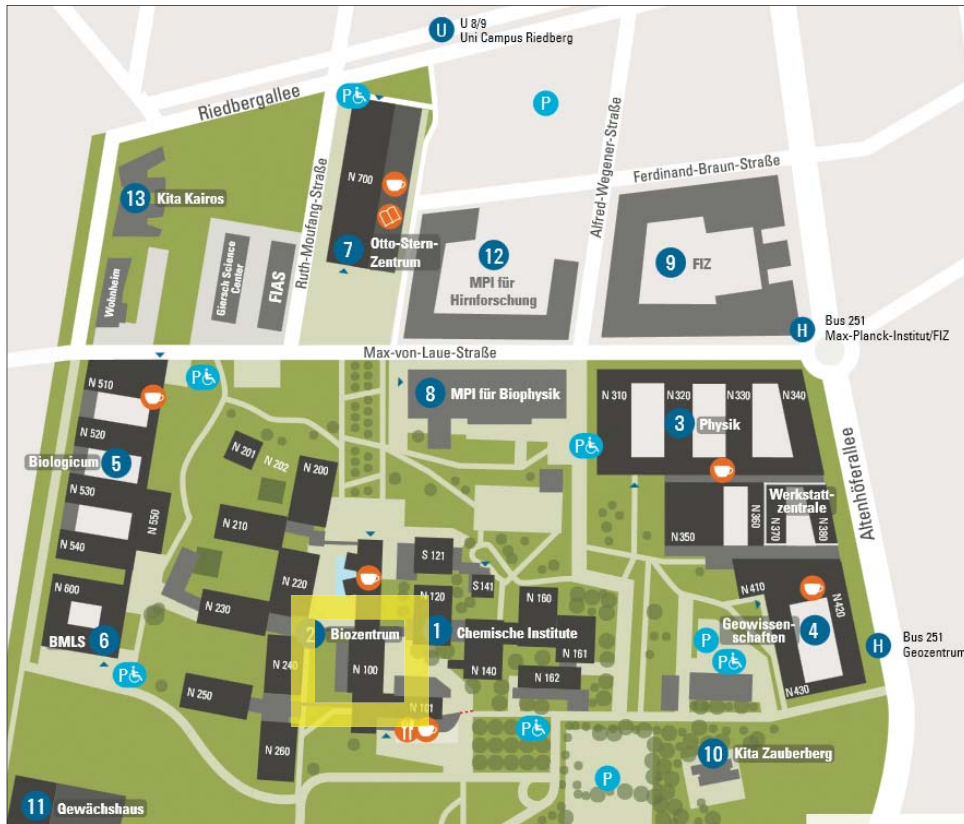 U
U 8/9
Uni Campus Riedberg
Riedbergallee
P
P
Ruth-Moufang-Straße
Alfred-Wegener-Straße
Ferdinand-Braun-Straße
13
Kita Kairos
N 700
7
Otto-Stern-
Zentrum
12
MPI für
Hirnforschung
9
FIZ
Wohnheim
Giersch Science
Center
FIAS
H
Bus 251
Max-Planck-Institut/FIZ
Max-von-Laue-Straße
N 510
P
8
MPI für Biophysik
N 310
N 320
N 330
N 340
3
Physik
N 520
Biologicum
5
N 530
N 550
N 540
N 201
N 202
N 200
N 210
P
Altenhöferallee
Werkstatt-
zentrale
N 350
N 360
N 370
N 380
N 600
BMLS
6
N 220
N 230
S 121
S 141
N 120
N 160
N 410
N 420
2
Biozentrum
1
Chemische Institute
N 161
N 140
N 162
Geowissen-
schaften
4
N 430
H
Bus 251
Geozentrum
P
P
P
N 240
N 100
N 250
N 101
N 260
P
P
10
Kita Zauberberg
11
Gewächshaus